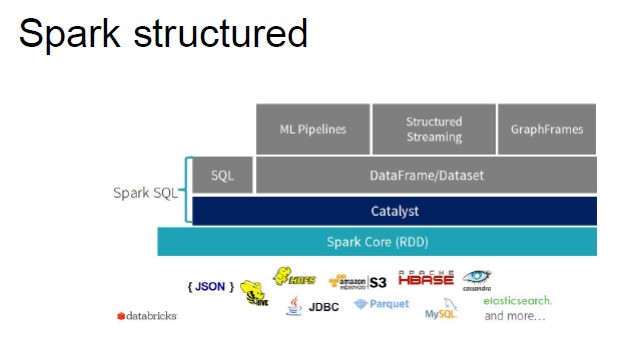 Spark structured
ML Pipelines
Structured
Streaming
GraphFrames
Spark SQL
SQL
DataFrame/Dataset
Catalyst
Spark Core (RDD)
{ JSON }
HIVE
HDFS
amazon
webservices
S3
APACHE
HBASE
cassandra
JDBC
Parquet
MySQL
elasticsearch.
and more...
databricks